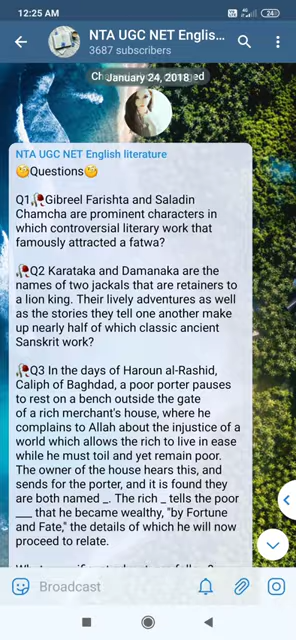 12:25 AM
24
NTA UGC NET Englis...
3687 subscribers
January 24, 2018
NTA UGC NET English literature
🧐Questions🧐
Q1,🥀Gibreel Farishta and Saladin
Chamcha are prominent characters in
which controversial literary work that
famously attracted a fatwa?
🥀Q2 Karataka and Damanaka are the
names of two jackals that are retainers to
a lion king. Their lively adventures as well
as the stories they tell one another make
up nearly half of which classic ancient
Sanskrit work?
🥀Q3 In the days of Haroun al-Rashid,
Caliph of Baghdad, a poor porter pauses
to rest on a bench outside the gate
of a rich merchant's house, where he
complains to Allah about the injustice of a
world which allows the rich to live in ease
while he must toil and yet remain poor.
The owner of the house hears this, and
sends for the porter, and it is found they
are both named _. The rich _ tells the poor
___ that he became wealthy, "by Fortune
and Fate," the details of which he will now
proceed to relate.
Broadcast